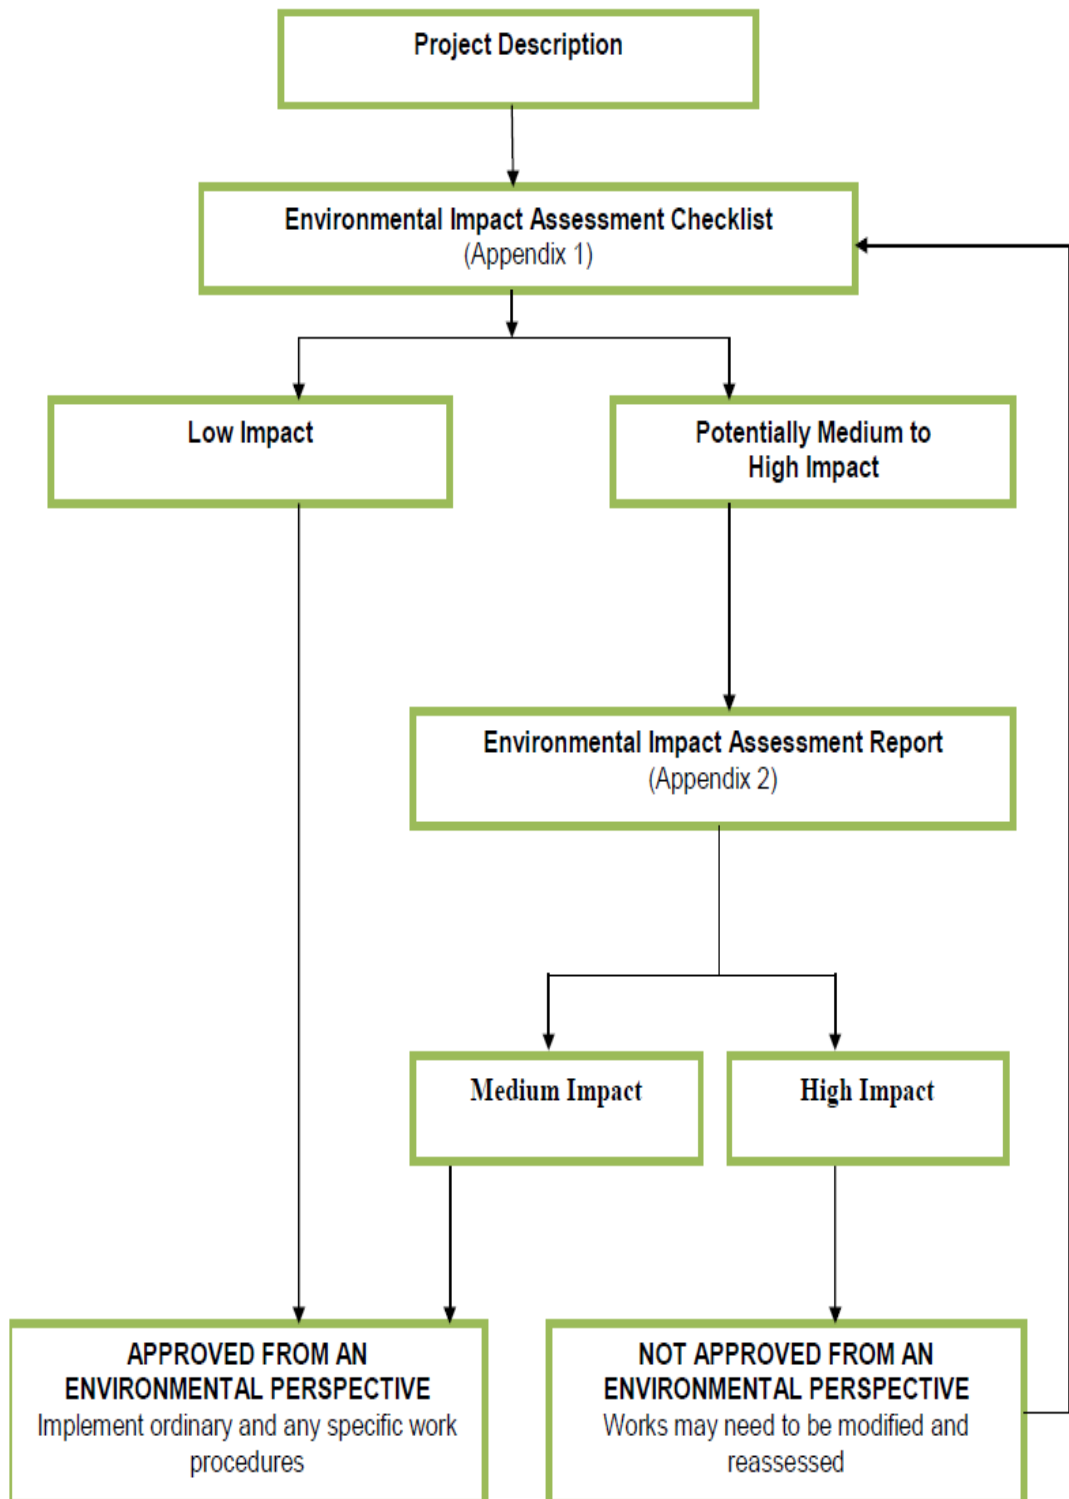 Project Description
Environmental Impact Assessment Checklist
(Appendix 1)
Low Impact
Potentially Medium to
High Impact
Environmental Impact Assessment Report
(Appendix 2)
Medium Impact
High Impact
APPROVED FROM AN
ENVIRONMENTAL PERSPECTIVE
Implement ordinary and any specific work
procedures
NOT APPROVED FROM AN
ENVIRONMENTAL PERSPECTIVE
Works may need to be modified and
reassessed